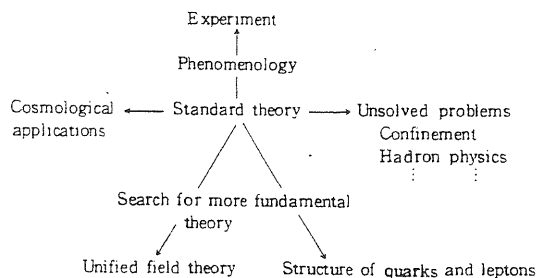 Experiment
Phenomenology
Cosmological
applications
Standard theory
Unsolved problems
Confinement
Hadron physics
Search for more fundamental
theory
Unified field theory
Structure of quarks and leptons